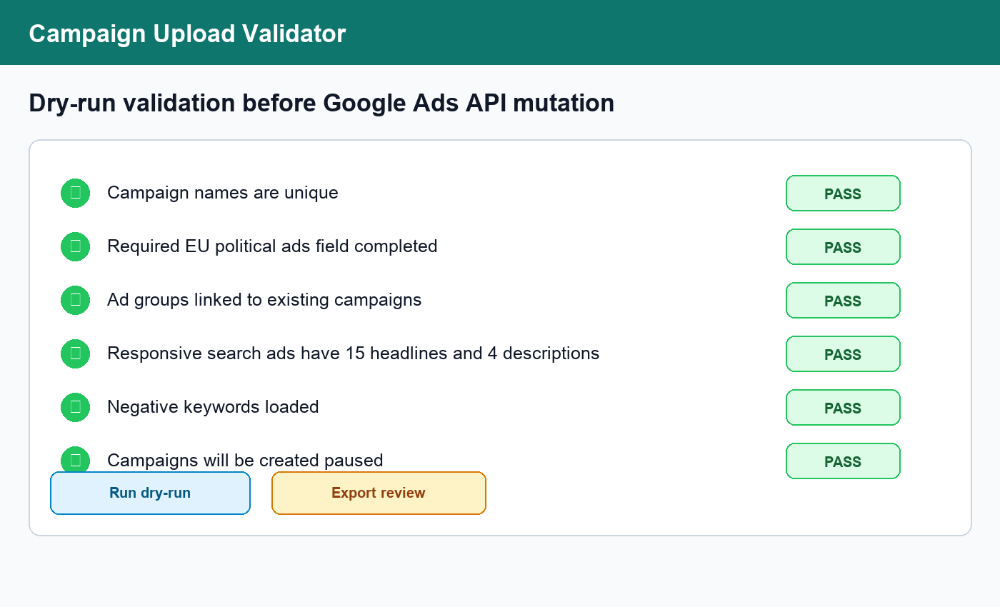 Campaign Upload Validator
Dry-run validation before Google Ads API mutation
Campaign names are unique PASS
Required EU political ads field completed PASS
Ad groups linked to existing campaigns PASS
Responsive search ads have 15 headlines and 4 descriptions PASS
Negative keywords loaded PASS
Campaigns will be created paused PASS
Run dry-run Export review